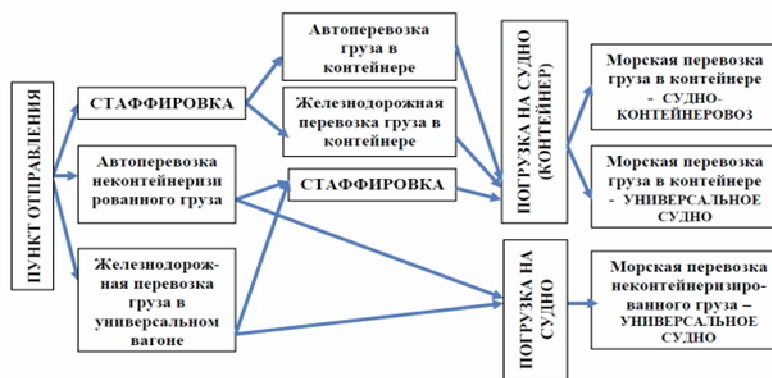 ПУНКТ ОТПРАВЛЕНИЯ
СТАФФИРОВКА
Автоперевозка
неконтейнеризи
рованного груза
Железнодорож-
ная перевозка
груза в
универсальном
вагоне
Автоперевозка
груза в
контейнере
Железнодорожная
перевозка груза в
контейнере
СТАФФИРОВКА
ПОГРУЗКА НА СУДНО
(КОНТЕЙНЕР)
ПОГРУЗКА НА
СУДНО
Морская перевозка
груза в контейнере
- СУДНО-
КОНТЕЙНЕРОВОЗ
Морская перевозка
груза в контейнере
- УНИВЕРСАЛЬНОЕ
СУДНО
Морская перевозка
неконтейнеризиро-
ванного груза –
УНИВЕРСАЛЬНОЕ
СУДНО